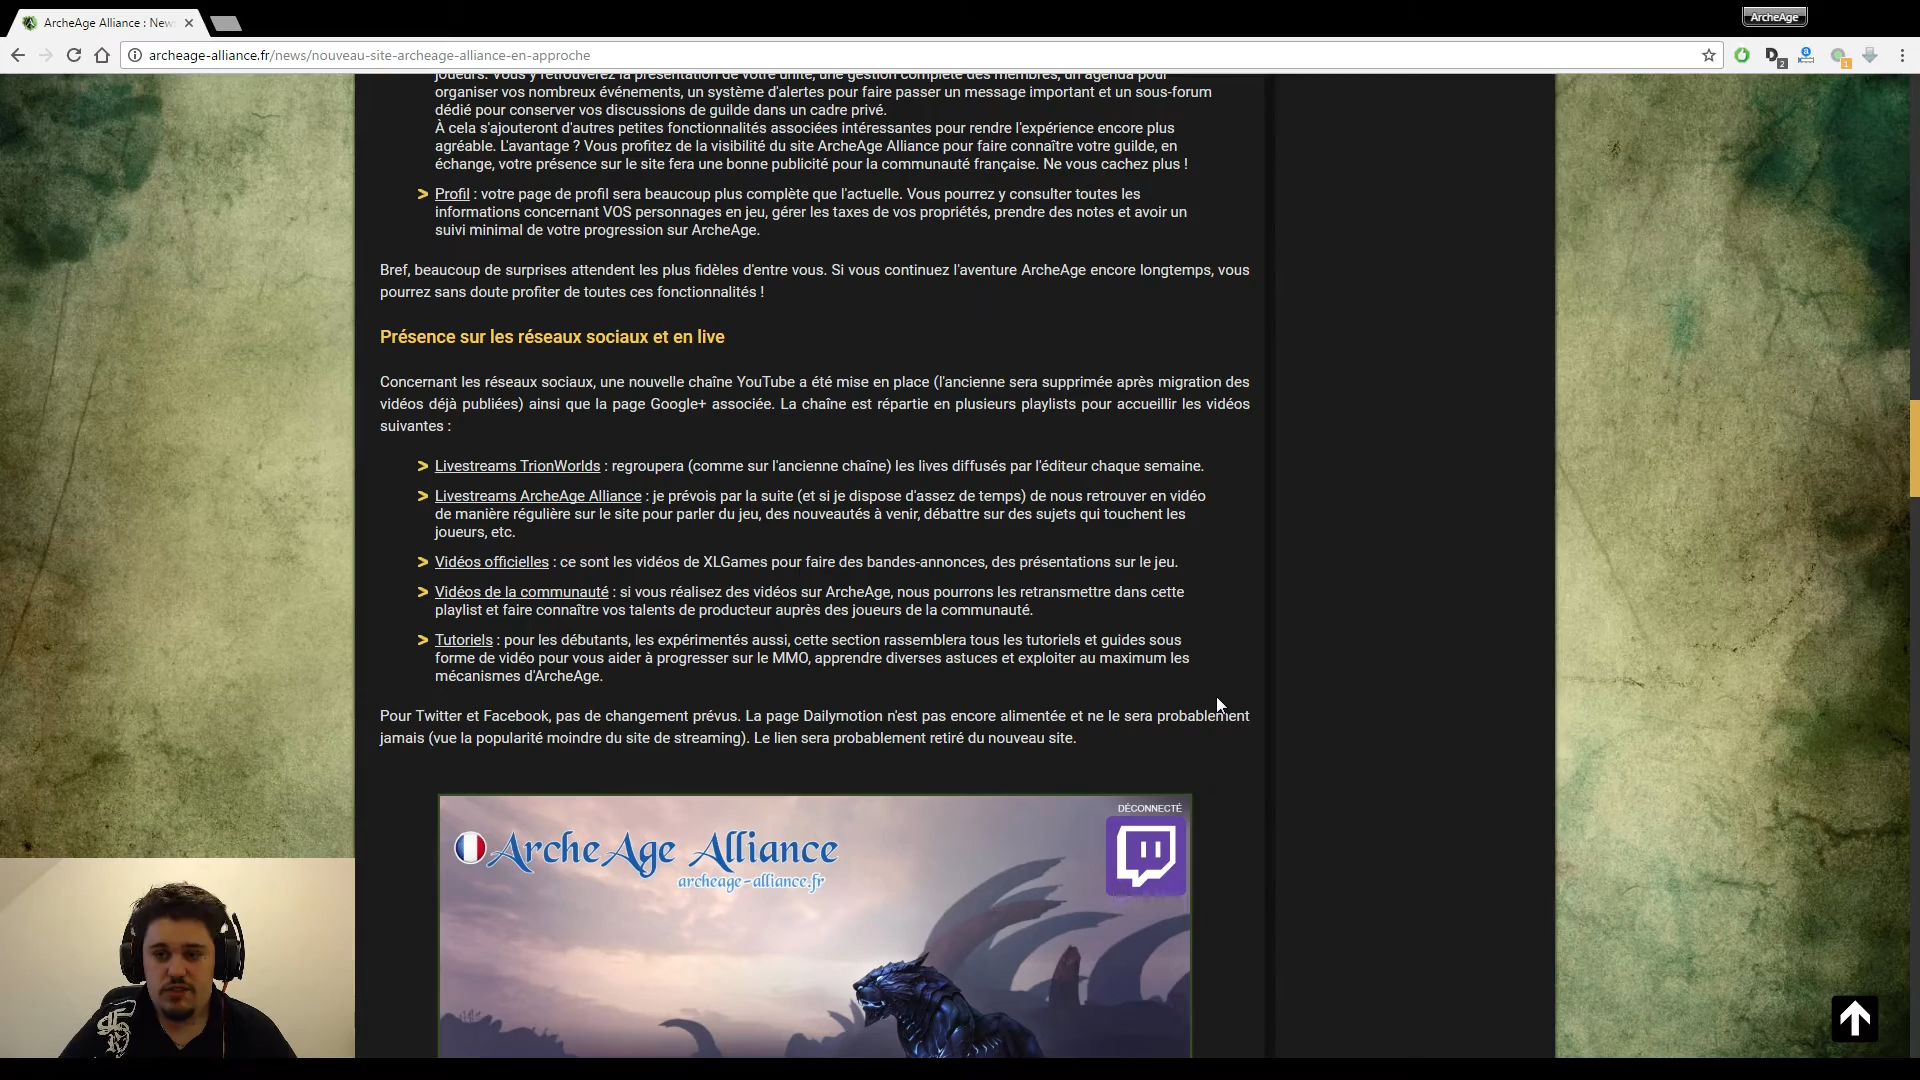 ArcheAge Alliance : New
ArcheAge
archeage-alliance.fr/news/nouveau-site-archeage-alliance-en-approche
2
1
joueurs. Vous y retrouverez la présentation de votre unité, une gestion complète des membres, un agenda pour
organiser vos nombreux événements, un système d'alertes pour faire passer un message important et un sous-forum
dédié pour conserver vos discussions de guilde dans un cadre privé.
À cela s'ajouteront d'autres petites fonctionnalités associées intéressantes pour rendre l'expérience encore plus
agréable. L'avantage ? Vous profitez de la visibilité du site ArcheAge Alliance pour faire connaître votre guilde, en
échange, votre présence sur le site fera une bonne publicité pour la communauté française. Ne vous cachez plus !
> Profil : votre page de profil sera beaucoup plus complète que l'actuelle. Vous pourrez y consulter toutes les
informations concernant VOS personnages en jeu, gérer les taxes de vos propriétés, prendre des notes et avoir un
suivi minimal de votre progression sur ArcheAge.
Bref, beaucoup de surprises attendent les plus fidèles d'entre vous. Si vous continuez l'aventure ArcheAge encore longtemps, vous
pourrez sans doute profiter de toutes ces fonctionnalités !
Présence sur les réseaux sociaux et en live
Concernant les réseaux sociaux, une nouvelle chaîne YouTube a été mise en place (l'ancienne sera supprimée après migration des
vidéos déjà publiées) ainsi que la page Google+ associée. La chaîne est répartie en plusieurs playlists pour accueillir les vidéos
suivantes :
> Livestreams TrionWorlds : regroupera (comme sur l'ancienne chaîne) les lives diffusés par l'éditeur chaque semaine.
> Livestreams ArcheAge Alliance : je prévois par la suite (et si je dispose d'assez de temps) de nous retrouver en vidéo
de manière régulière sur le site pour parler du jeu, des nouveautés à venir, débattre sur des sujets qui touchent les
joueurs, etc.
> Vidéos officielles : ce sont les vidéos de XLGames pour faire des bandes-annonces, des présentations sur le jeu.
> Vidéos de la communauté : si vous réalisez des vidéos sur ArcheAge, nous pourrons les retransmettre dans cette
playlist et faire connaître vos talents de producteur auprès des joueurs de la communauté.
> Tutoriels : pour les débutants, les expérimentés aussi, cette section rassemblera tous les tutoriels et guides sous
forme de vidéo pour vous aider à progresser sur le MMO, apprendre diverses astuces et exploiter au maximum les
mécanismes d'ArcheAge.
Pour Twitter et Facebook, pas de changement prévus. La page Dailymotion n'est pas encore alimentée et ne le sera probablement
jamais (vue la popularité moindre du site de streaming). Le lien sera probablement retiré du nouveau site.
DÉCONNECTÉ
ArcheAge Alliance
archeage-alliance.fr